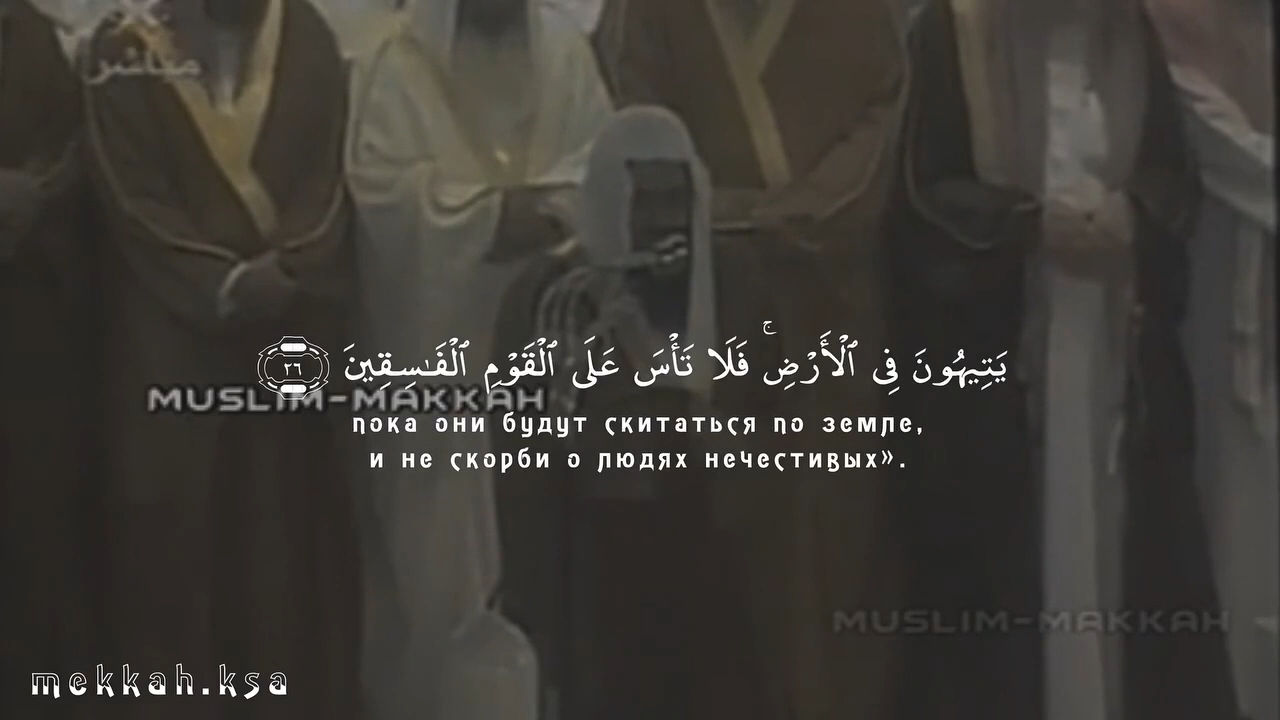 مباشر
يَتِيهُونَ فِى ٱلْأَرْضِ ۚ فَلَا تَأْسَ عَلَى ٱلْقَوْمِ ٱلْفَـٰسِقِينَ ٢٦
MUSLIM-MAKKAH
пока они будут скитаться по земле,
и не скорби о людях нечестивых».
MUSLIM-MAKKAH
mekkah.ksa